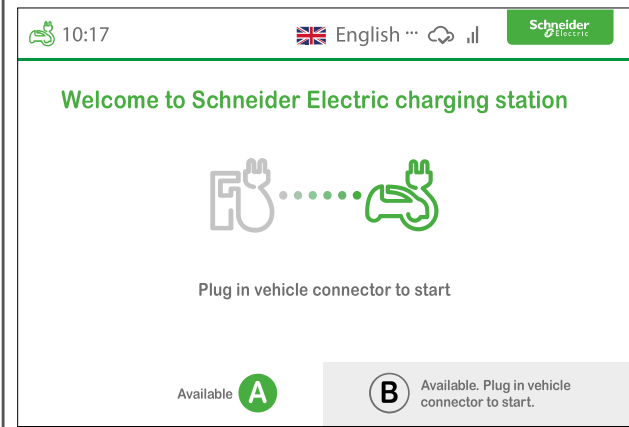 10:17 English ... Schneider Electric
Welcome to Schneider Electric charging station
Plug in vehicle connector to start
Available A
B Available. Plug in vehicle
connector to start.